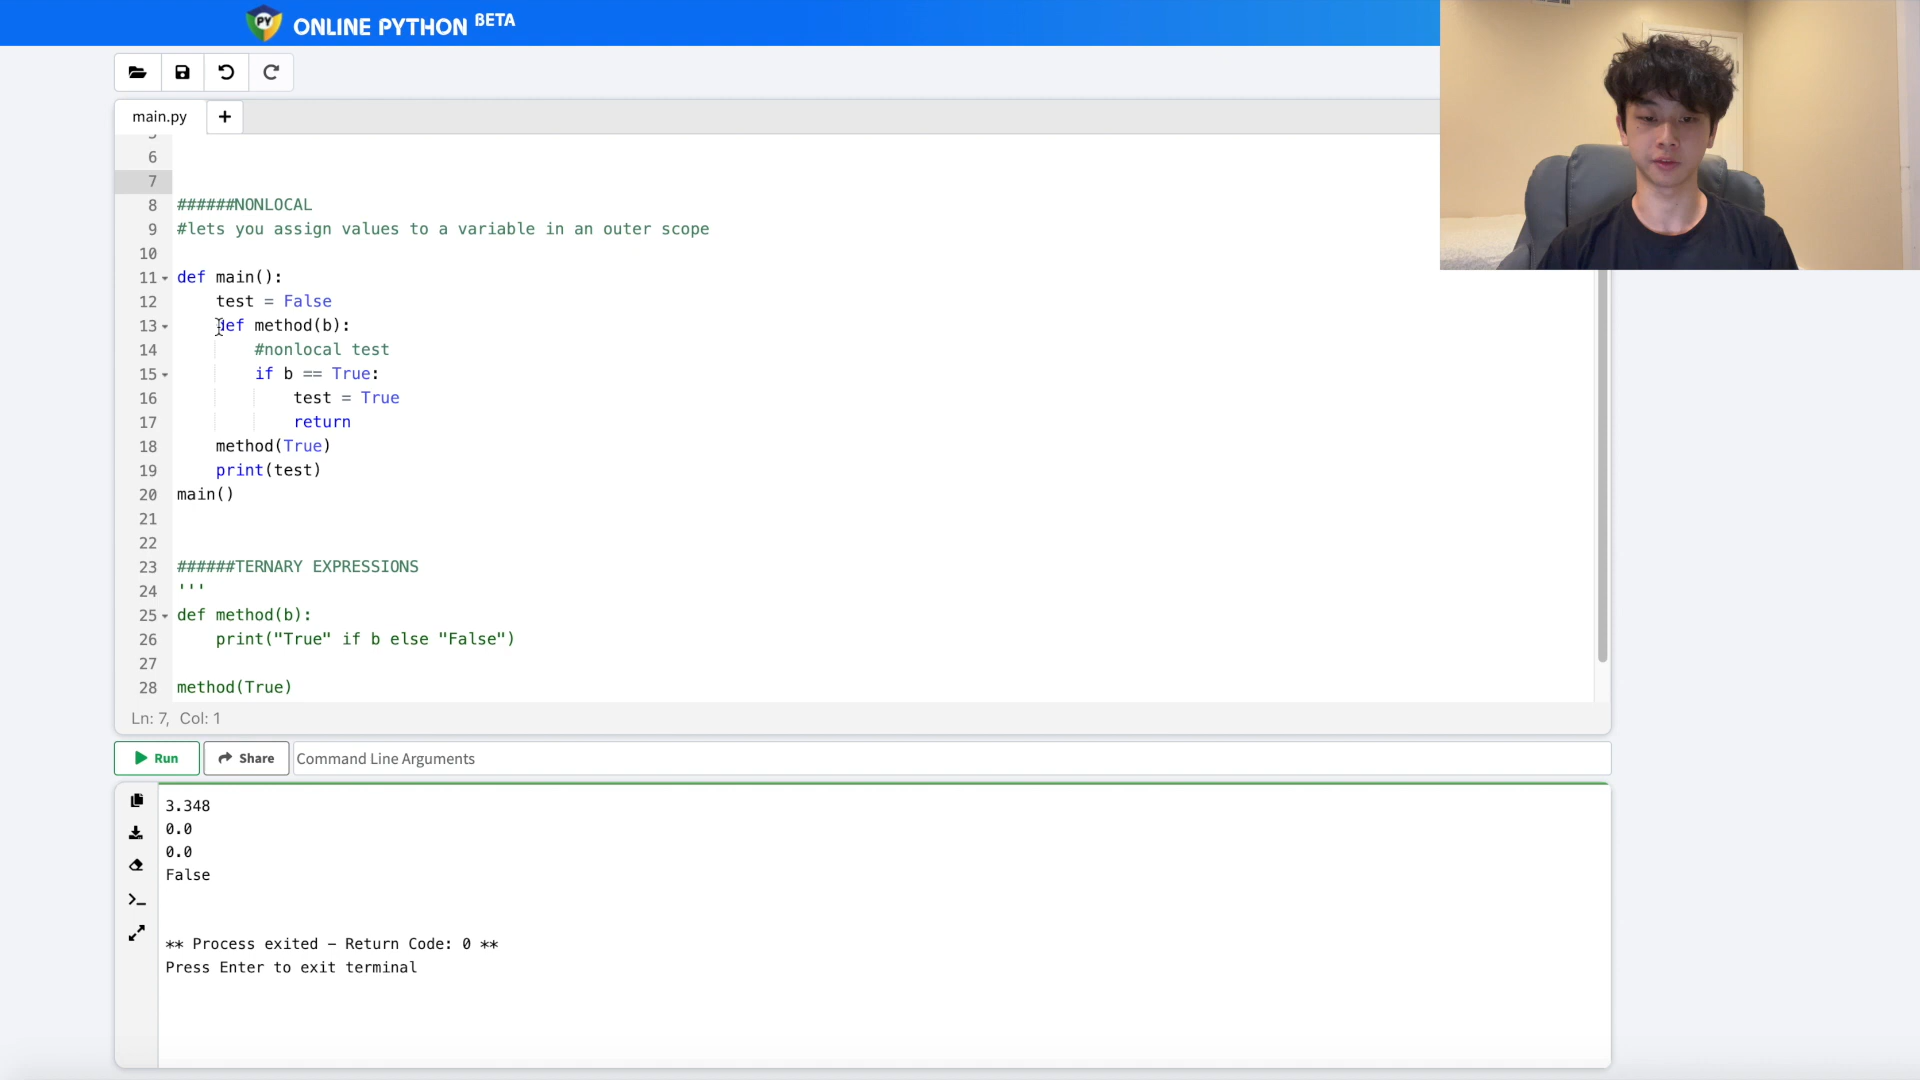 PY ONLINE PYTHON BETA
main.py +
6
7
8 ######NONLOCAL
9 #lets you assign values to a variable in an outer scope
10
11 def main():
12 test = False
13 def method(b):
14 #nonlocal test
15 if b == True:
16 test = True
17 return
18 method(True)
19 print(test)
20 main()
21
22
23 ######TERNARY EXPRESSIONS
24 '''
25 def method(b):
26 print("True" if b else "False")
27
28 method(True)
Ln: 7, Col: 1
Run Share Command Line Arguments
3.348
0.0
0.0
False
** Process exited - Return Code: 0 **
Press Enter to exit terminal